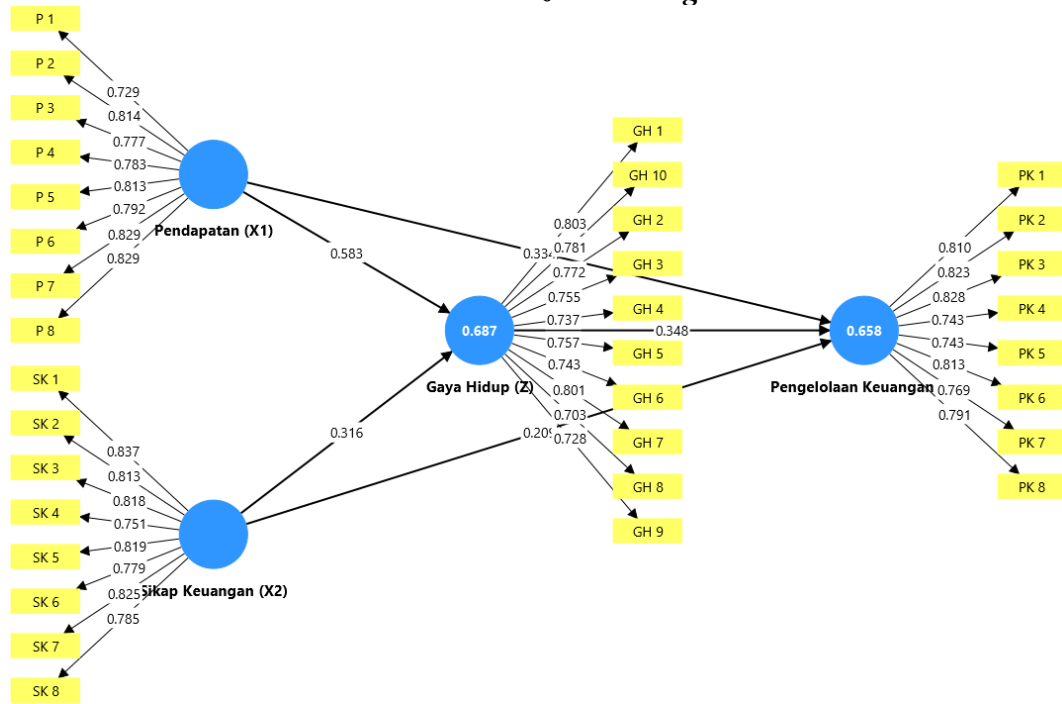 P 1
P 2
P 3
P 4
P 5
P 6
P 7
P 8
0.729
0.814
0.777
0.783
0.813
0.792
0.829
0.829
Pendapatan (X1)
SK 1
SK 2
SK 3
SK 4
SK 5
SK 6
SK 7
SK 8
0.837
0.813
0.818
0.751
0.819
0.779
0.825
0.785
Sikap Keuangan (X2)
0.583
0.316
0.334
0.348
0.209
0.687
Gaya Hidup (Z)
0.803
0.781
0.772
0.755
0.737
0.757
0.743
0.801
0.703
0.728
GH 1
GH 10
GH 2
GH 3
GH 4
GH 5
GH 6
GH 7
GH 8
GH 9
0.658
Pengelolaan Keuangan
0.810
0.823
0.828
0.743
0.743
0.813
0.769
0.791
PK 1
PK 2
PK 3
PK 4
PK 5
PK 6
PK 7
PK 8